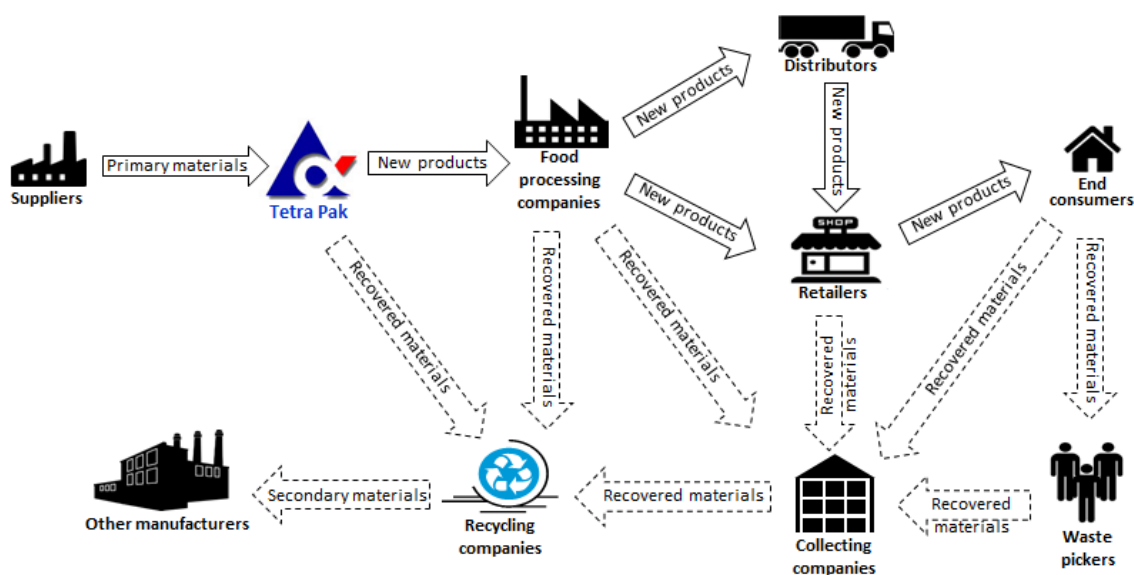 Distributors
New products
New products
Suppliers
Primary materials
Tetra Pak
New products
Food
processing
companies
New products
SHOP
Retailers
New products
End
consumers
Recovered materials
Recovered materials
Recovered materials
Recovered
materials
Recovered materials
Recovered materials
Other manufacturers
Secondary materials
Recycling
companies
Recovered materials
Collecting
companies
Recovered
materials
Waste
pickers